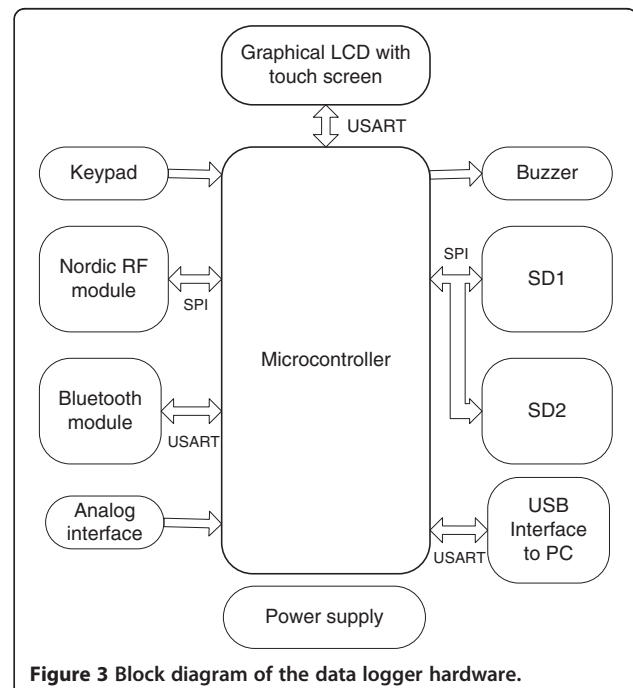 Graphical LCD with
touch screen
USART
Keypad
Buzzer
Nordic RF
module
SPI
SPI
SD1
Microcontroller
Bluetooth
module
USART
SD2
Analog
interface
USB
Interface
to PC
USART
Power supply
Figure 3 Block diagram of the data logger hardware.